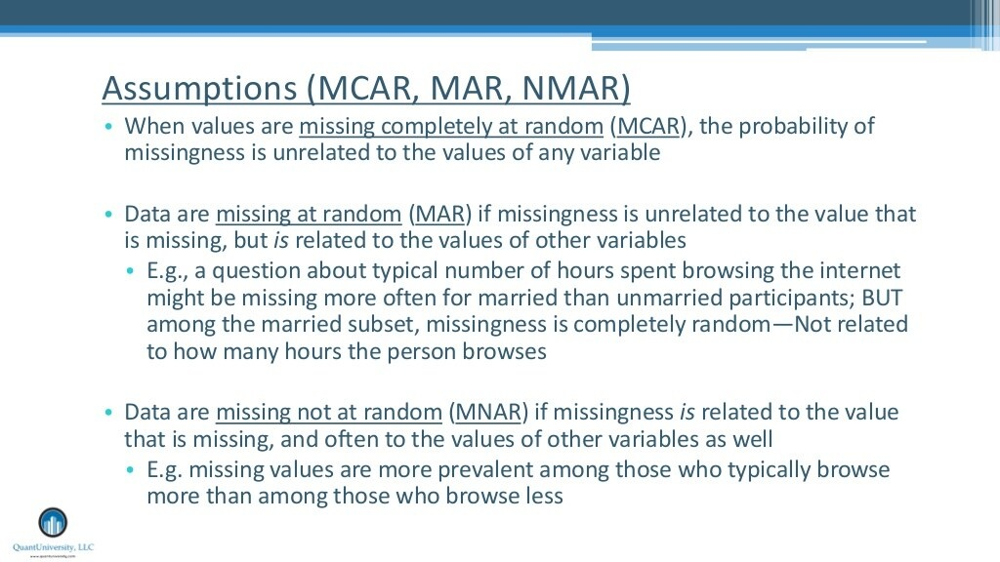 Assumptions (MCAR, MAR, NMAR)
• When values are missing completely at random (MCAR), the probability of
missingness is unrelated to the values of any variable
• Data are missing at random (MAR) if missingness is unrelated to the value that
is missing, but is related to the values of other variables
• E.g., a question about typical number of hours spent browsing the internet
might be missing more often for married than unmarried participants; BUT
among the married subset, missingness is completely random—Not related
to how many hours the person browses
• Data are missing not at random (MNAR) if missingness is related to the value
that is missing, and often to the values of other variables as well
• E.g. missing values are more prevalent among those who typically browse
more than among those who browse less
QuantUniversity, LLC
www.quantuniversity.com